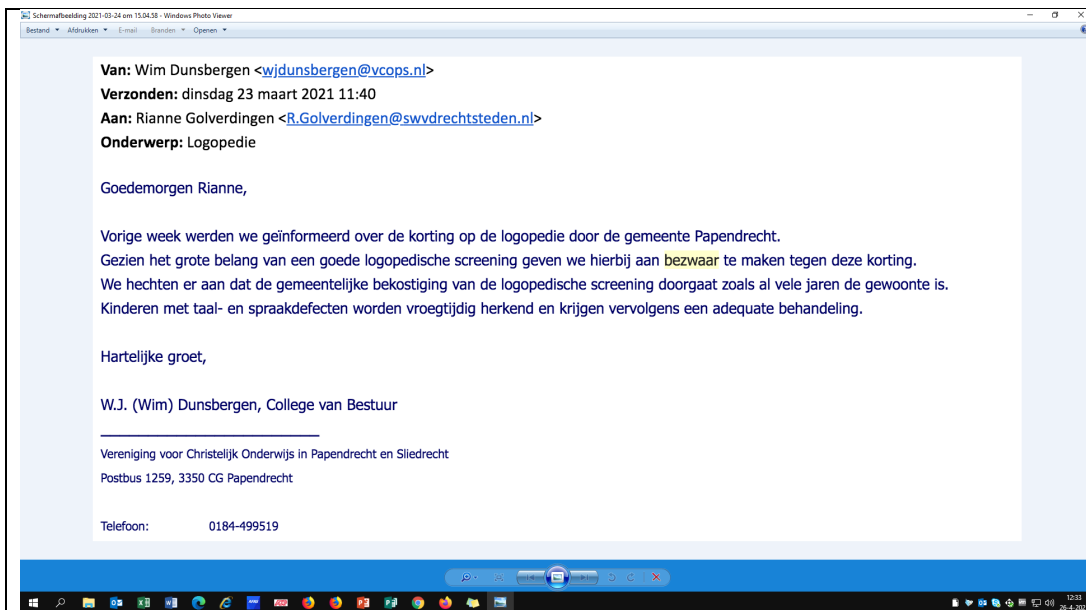 Schermafbeelding 2021-03-24 om 15.04.58 - Windows Photo Viewer
Bestand Afdrukken E-mail Branden Openen
Van: Wim Dunsbergen <wjdunsbergen@vcops.nl>
Verzonden: dinsdag 23 maart 2021 11:40
Aan: Rianne Golverdingen <R.Golverdingen@swvdrechtsteden.nl>
Onderwerp: Logopedie
Goedemorgen Rianne,
Vorige week werden we geïnformeerd over de korting op de logopedie door de gemeente Papendrecht.
Gezien het grote belang van een goede logopedische screening geven we hierbij aan bezwaar te maken tegen deze korting.
We hechten er aan dat de gemeentelijke bekostiging van de logopedische screening doorgaat zoals al vele jaren de gewoonte is.
Kinderen met taal- en spraakdefecten worden vroegtijdig herkend en krijgen vervolgens een adequate behandeling.
Hartelijke groet,
W.J. (Wim) Dunsbergen, College van Bestuur
Vereniging voor Christelijk Onderwijs in Papendrecht en Sliedrecht
Postbus 1259, 3350 CG Papendrecht
Telefoon: 0184-499519
12:33